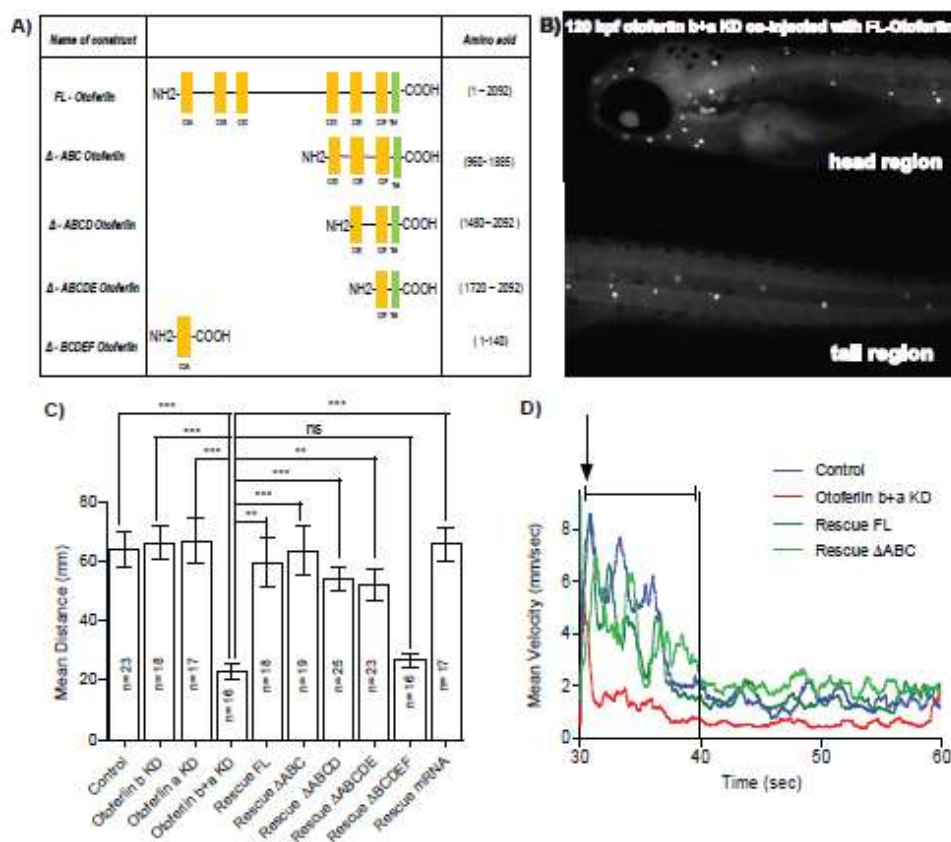 A)
Name of construct
Amino acid
FL - Otoferlin
NH2
COOH
(1 – 2092)
Δ - ABC Otoferlin
NH2
COOH
Δ - ABCD Otoferlin
NH2
COOH
(1460 – 2092)
Δ - ABCDE Otoferlin
NH2
COOH
(1720 – 2092)
Δ - BCDEF Otoferlin
NH2
COOH
(1-140)
B)
120 hpf otoferlin b+a KD co-injected with FL-Otoferlin
head region
tail region
C)
***
***
***
ns
***
**
***
***
**
Mean Distance (mm)
80
60
40
20
0
n=23
n=18
n=17
n=16
n=18
n=19
n=25
n=23
n=16
n=17
Control
Otoferlin b KD
Otoferlin a KD
Otoferlin b+a KD
Rescue FL
Rescue ΔABC
Rescue ΔABCD
Rescue ΔABCDE
Rescue ΔBCDEF
Rescue mRNA
D)
Control
Otoferlin b+a KD
Rescue FL
Rescue ΔABC
Mean Velocity (mm/sec)
8
6
4
2
0
30
40
50
60
Time (sec)